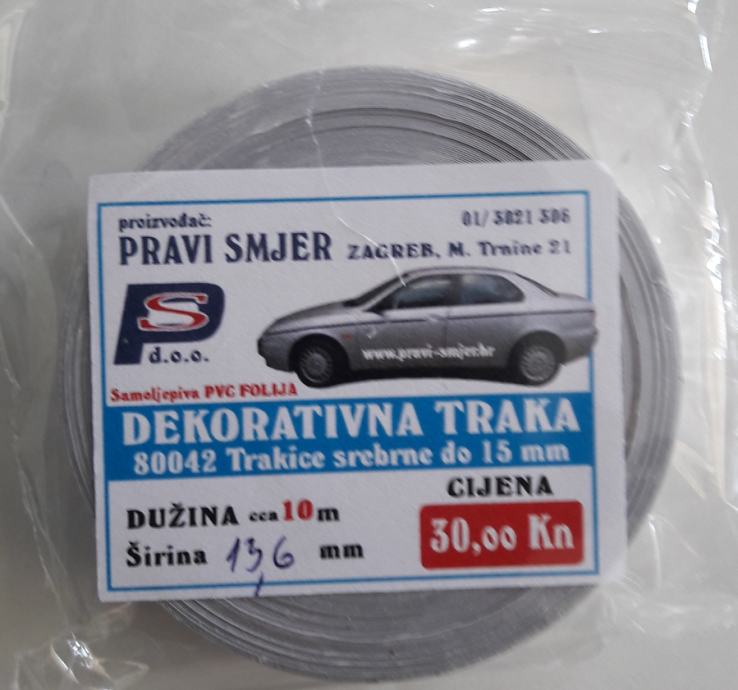 proizvođač:
01/ 3821 306
PRAVI SMJER ZAGREB, M. Trnine 21
PS
d.o.o.
www.pravi-smjer.hr
Samoljepiva PVC FOLIJA
DEKORATIVNA TRAKA
80042 Trakice srebrne do 15 mm
CIJENA
DUŽINA cca 10 m
30,00 Kn
Širina 13,6 mm